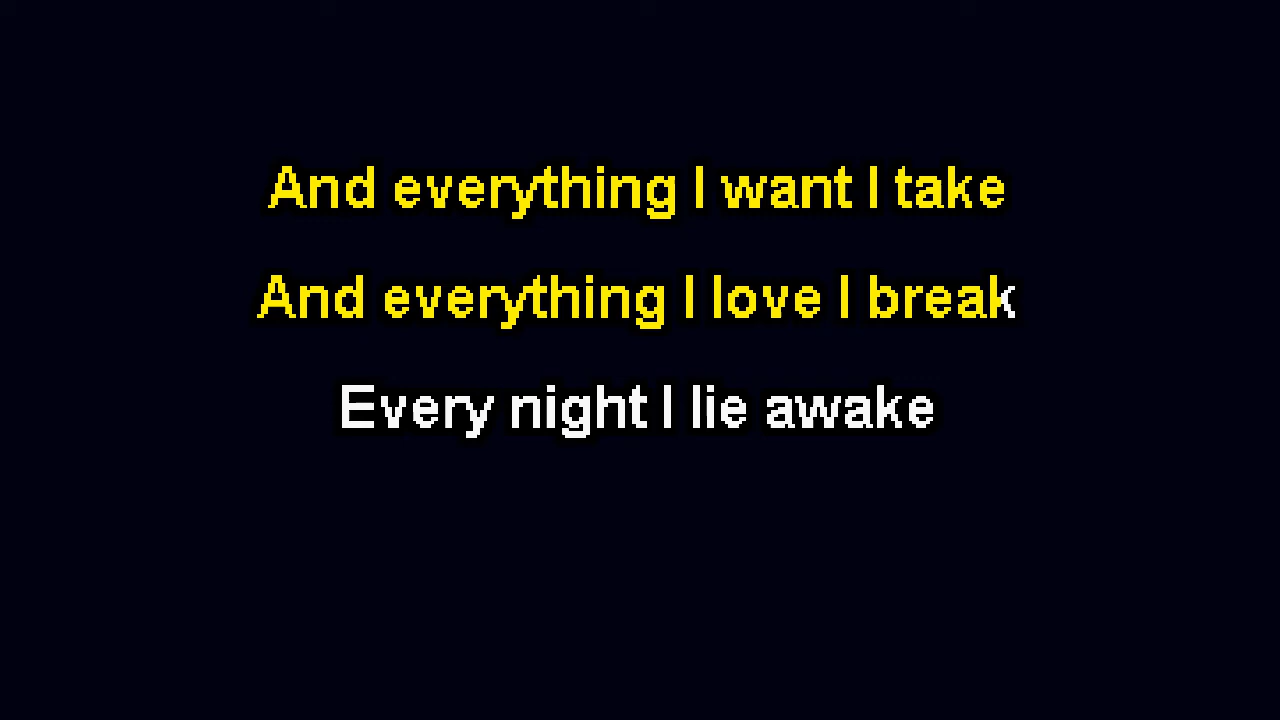 And everything I want I take
And everything I love I break
Every night I lie awake